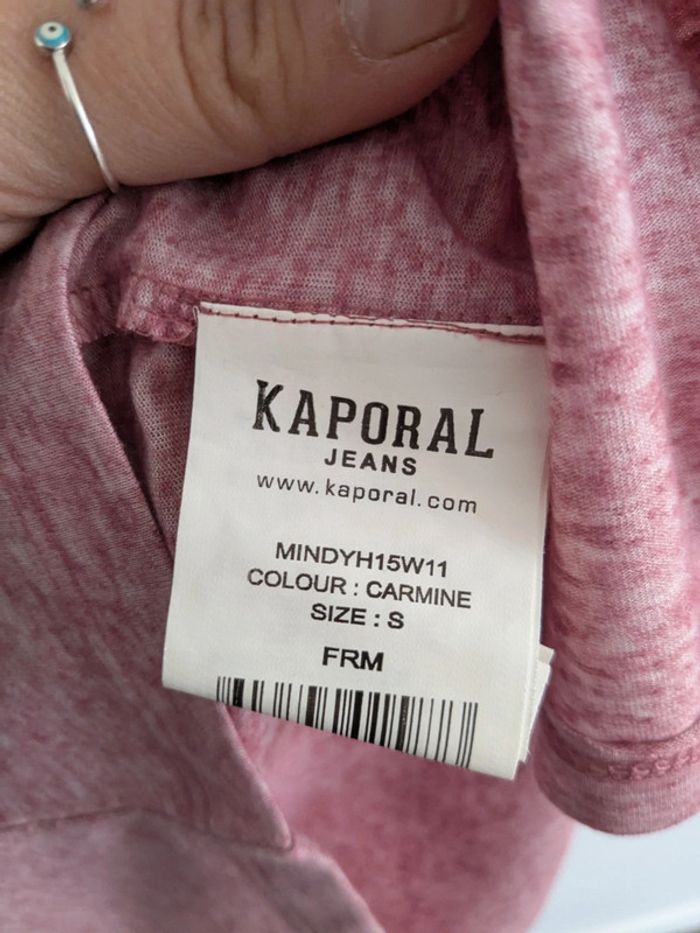 KAPORAL
JEANS
www.kaporal.com
MINDYH15W11
COLOUR : CARMINE
SIZE : S
FRM